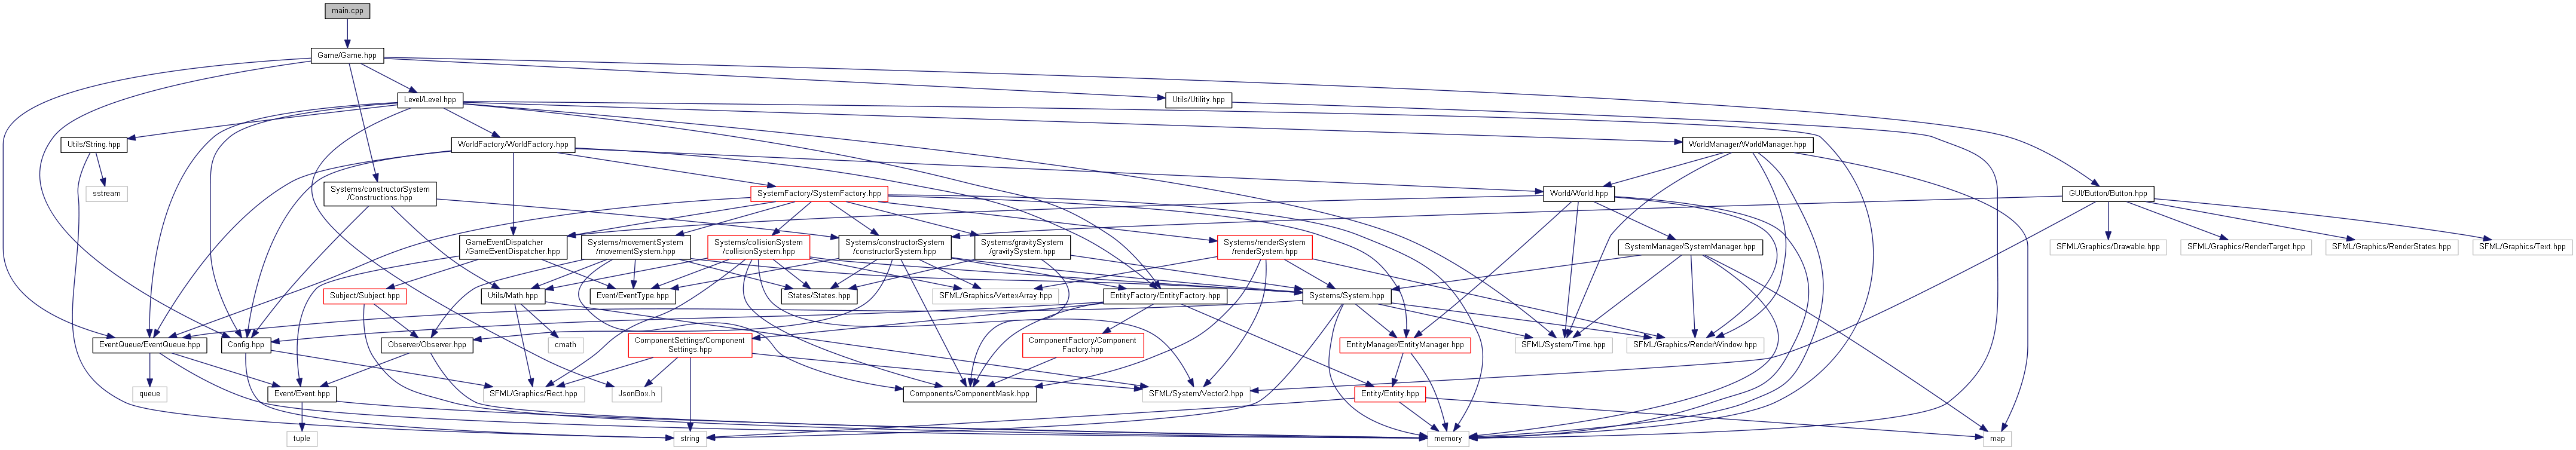 main.cpp
Game/Game.hpp
Level/Level.hpp
Utils/Utility.hpp
Utils/String.hpp
WorldFactory/WorldFactory.hpp
WorldManager/WorldManager.hpp
sstream
Systems/constructorSystem
/Constructions.hpp
SystemFactory/SystemFactory.hpp
World/World.hpp
GUI/Button/Button.hpp
GameEventDispatcher
/GameEventDispatcher.hpp
Systems/movementSystem
/movementSystem.hpp
Systems/collisionSystem
/collisionSystem.hpp
Systems/constructorSystem
/constructorSystem.hpp
Systems/gravitySystem
/gravitySystem.hpp
Systems/renderSystem
/renderSystem.hpp
SystemManager/SystemManager.hpp
SFML/Graphics/Drawable.hpp
SFML/Graphics/RenderTarget.hpp
SFML/Graphics/RenderStates.hpp
SFML/Graphics/Text.hpp
Subject/Subject.hpp
Utils/Math.hpp
Event/EventType.hpp
States/States.hpp
SFML/Graphics/VertexArray.hpp
EntityFactory/EntityFactory.hpp
Systems/System.hpp
EventQueue/EventQueue.hpp
Config.hpp
Observer/Observer.hpp
cmath
ComponentSettings/Component
Settings.hpp
ComponentFactory/Component
Factory.hpp
EntityManager/EntityManager.hpp
SFML/System/Time.hpp
SFML/Graphics/RenderWindow.hpp
queue
Event/Event.hpp
SFML/Graphics/Rect.hpp
JsonBox.h
Components/ComponentMask.hpp
SFML/System/Vector2.hpp
Entity/Entity.hpp
tuple
string
memory
map